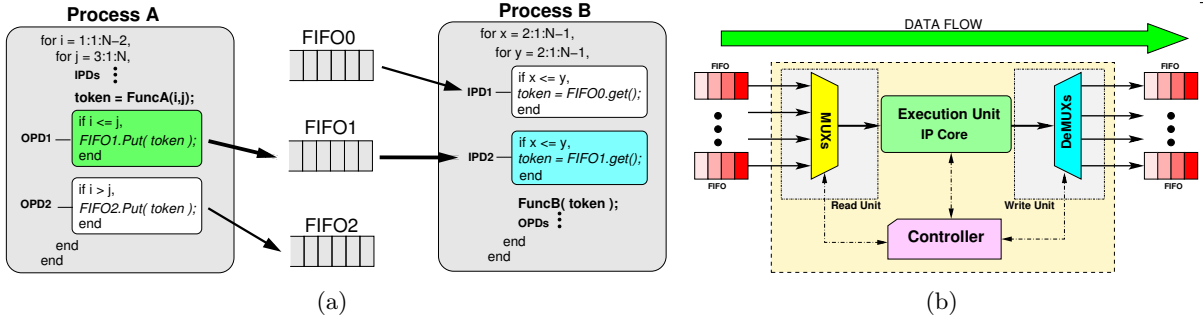 Process A
for i = 1:1:N−2,
for j = 3:1:N,
IPDs
token = FuncA(i,j);
OPD1
if i <= j,
FIFO1.Put( token );
end
OPD2
if i > j,
FIFO2.Put( token );
end
end
end
FIFO0
FIFO1
FIFO2
Process B
for x = 2:1:N−1,
for y = 2:1:N−1,
IPD1
if x <= y,
token = FIFO0.get();
end
IPD2
if x <= y,
token = FIFO1.get();
end
FuncB( token );
OPDs
end
end
(a)
DATA FLOW
FIFO
FIFO
MUXs
Read Unit
Execution Unit
IP Core
DeMUXs
Write Unit
Controller
FIFO
FIFO
(b)